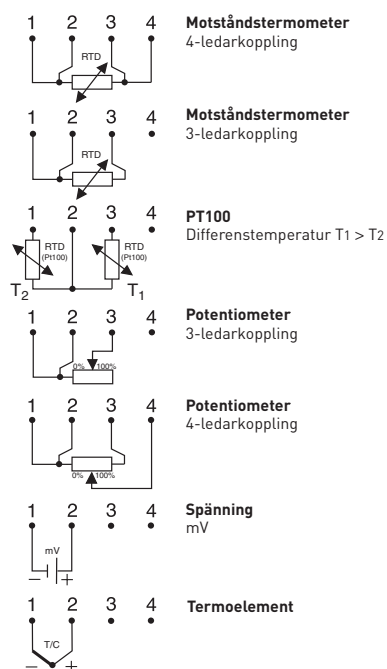 1 2 3 4
Motståndstermometer
4-ledarkoppling
RTD
1 2 3 4
Motståndstermometer
3-ledarkoppling
RTD
1 2 3 4
PT100
Differenstemperatur T1 > T2
RTD
(Pt100)
RTD
(Pt100)
T2
T1
1 2 3 4
Potentiometer
3-ledarkoppling
0% 100%
1 2 3 4
Potentiometer
4-ledarkoppling
0% 100%
1 2 3 4
Spänning
mV
mV
− +
1 2 3 4
Termoelement
T/C
− +